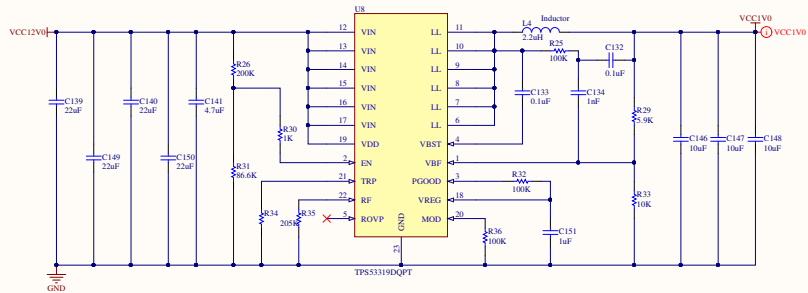 U8
VCC12V0
12 VIN
13 VIN
14 VIN
15 VIN
16 VIN
17 VIN
19 VDD
2 EN
21 TRP
22 RF
5 ROVP
LL 11
LL 10
LL 9
LL 8
LL 7
LL 6
VBST 4
VBF 1
PGOOD 3
VREG 18
MOD 20
GND
23
TPS53319DQPT
C139
22uF
C149
22uF
C140
22uF
C150
22uF
C141
4.7uF
R26
200K
R30
1K
R31
86.6K
R34
R35
205K
L4 Inductor
2.2uH
R25
100K
C132
0.1uF
C133
0.1uF
C134
1nF
R29
5.9K
R32
100K
R33
10K
R36
100K
C151
1uF
C146
10uF
C147
10uF
C148
10uF
VCC1V0
i VCC1V0
GND